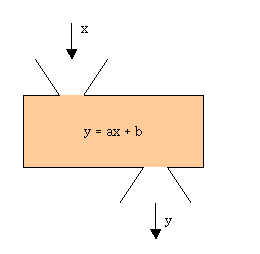 x
y = ax + b
y